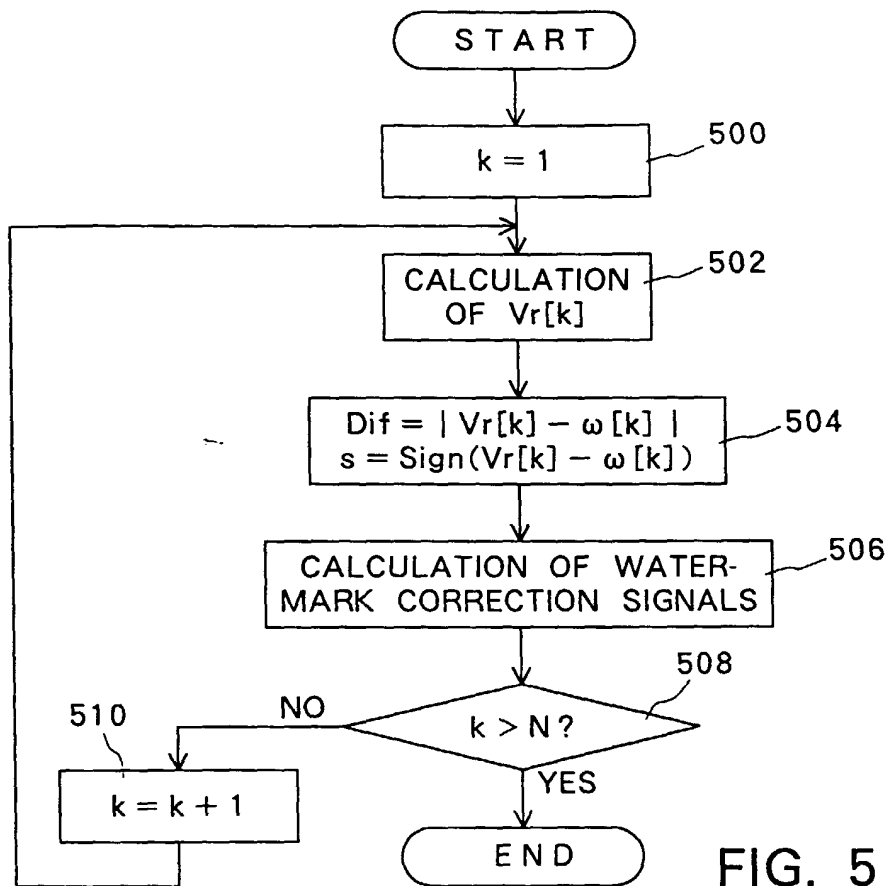 START
k = 1
500
CALCULATION
OF Vr[k]
502
Dif = | Vr[k] − ω[k] |
s = Sign(Vr[k] − ω[k])
504
CALCULATION OF WATER-
MARK CORRECTION SIGNALS
506
508
k > N?
NO
YES
510
k = k + 1
END
FIG. 5